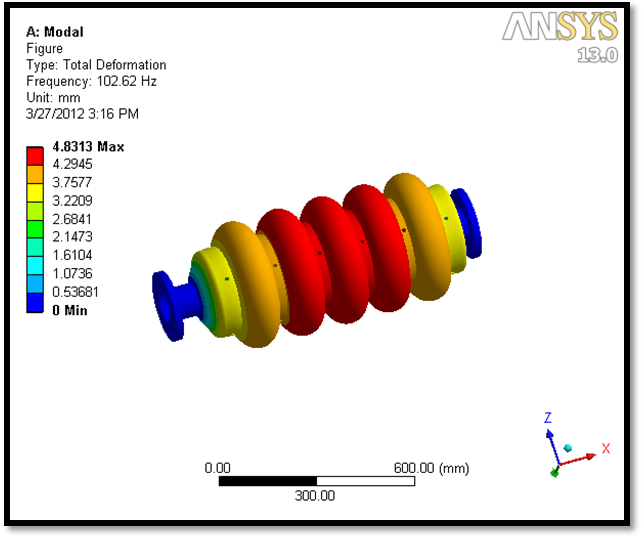 A: Modal
Figure
Type: Total Deformation
Frequency: 102.62 Hz
Unit: mm
3/27/2012 3:16 PM
ANSYS
13.0
4.8313 Max
4.2945
3.7577
3.2209
2.6841
2.1473
1.6104
1.0736
0.53681
0 Min
Z
X
0.00
600.00 (mm)
300.00